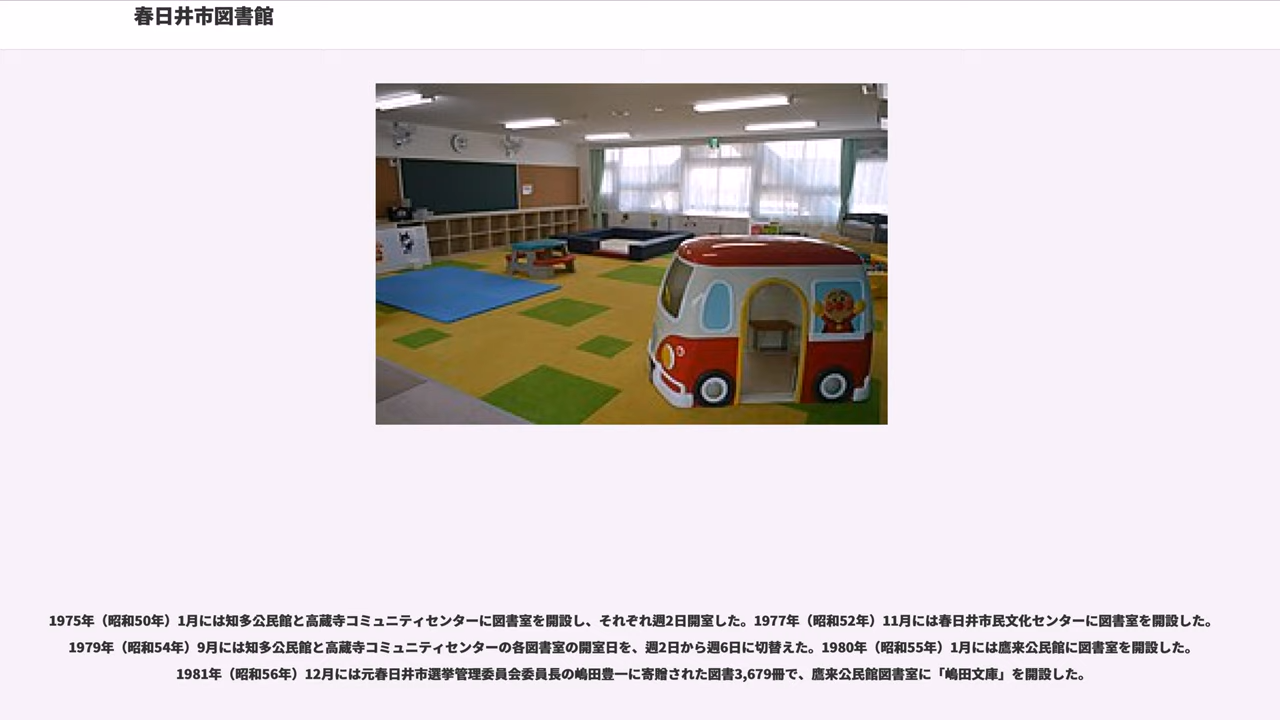 春日井市図書館
1975年（昭和50年）1月には知多公民館と高蔵寺コミュニティセンターに図書室を開設し、それぞれ週2日開室した。1977年（昭和52年）11月には春日井市民文化センターに図書室を開設した。
1979年（昭和54年）9月には知多公民館と高蔵寺コミュニティセンターの各図書室の開室日を、週2日から週6日に切替えた。1980年（昭和55年）1月には鷹来公民館に図書室を開設した。
1981年（昭和56年）12月には元春日井市選挙管理委員会委員長の嶋田豊一に寄贈された図書3,679冊で、鷹来公民館図書室に「嶋田文庫」を開設した。